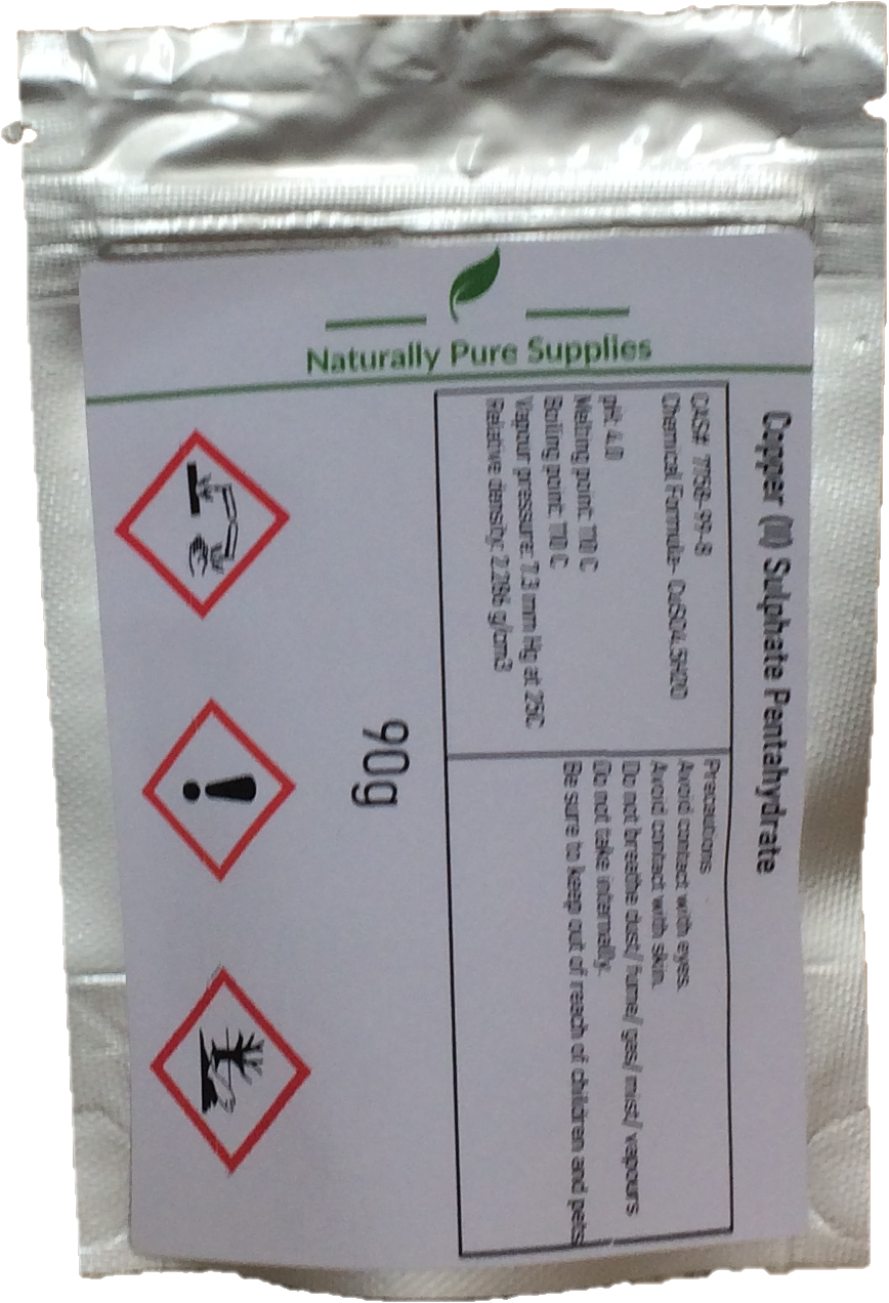 Naturally Pure Supplies
Copper (II) Sulphate Pentahydrate
CAS# 7758-99-8
Chemical Formula- CuSO4.5H2O
pH: 4.0
Melting point: 110 C
Boiling point: 110 C
Vapour pressure: 7.3 mm Hg at 25C
Relative density: 2.286 g/cm3
Precautions
Avoid contact with eyes.
Avoid contact with skin.
Do not breathe dust/ fume/ gas/ mist/ vapours.
Do not take internally.
Be sure to keep out of reach of children and pets
90g